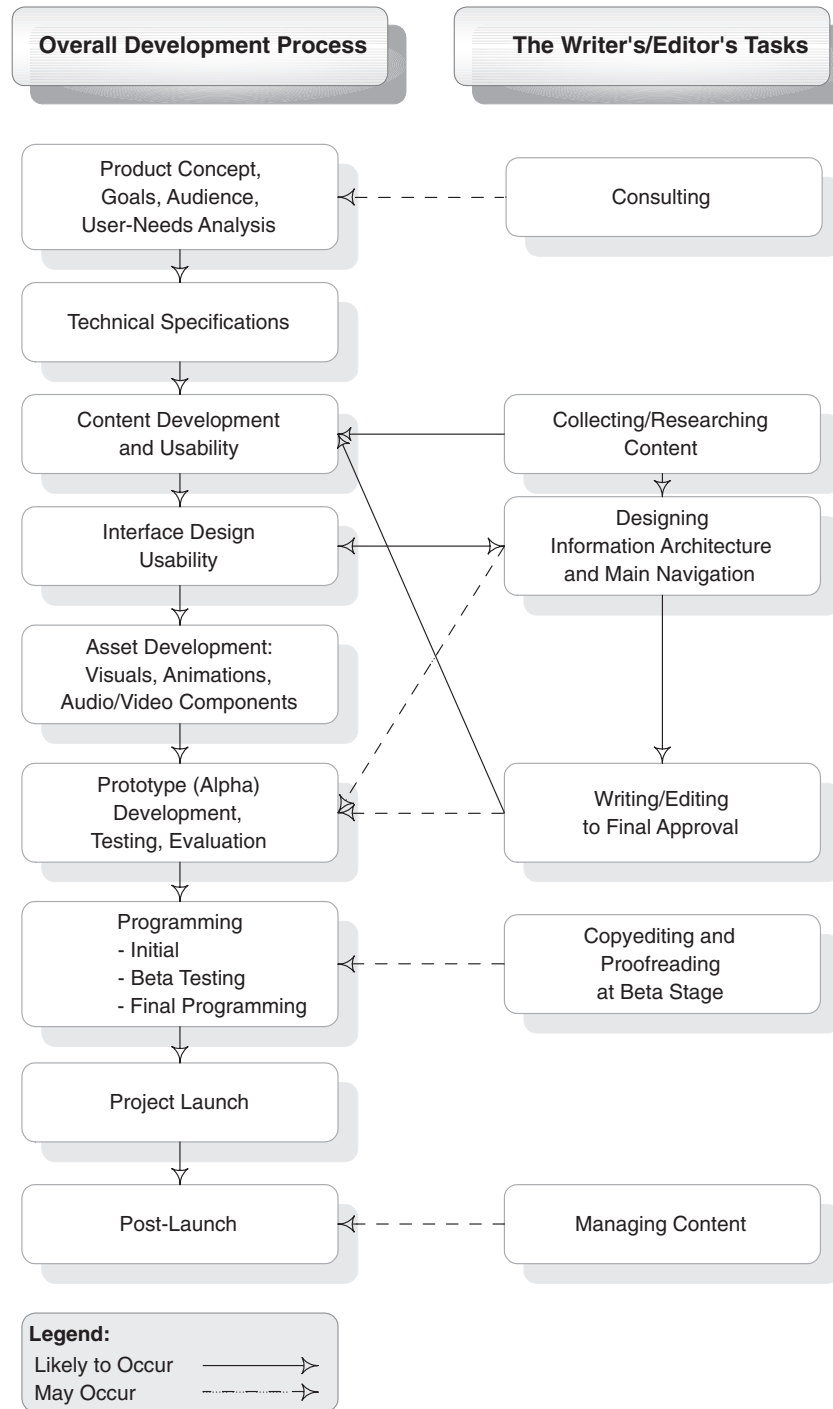 Overall Development Process
The Writer's/Editor's Tasks
Product Concept,
Goals, Audience,
User-Needs Analysis
Consulting
Technical Specifications
Content Development
and Usability
Collecting/Researching
Content
Interface Design
Usability
Designing
Information Architecture
and Main Navigation
Asset Development:
Visuals, Animations,
Audio/Video Components
Prototype (Alpha)
Development,
Testing, Evaluation
Writing/Editing
to Final Approval
Programming
- Initial
- Beta Testing
- Final Programming
Copyediting and
Proofreading
at Beta Stage
Project Launch
Post-Launch
Managing Content
Legend:
Likely to Occur
May Occur